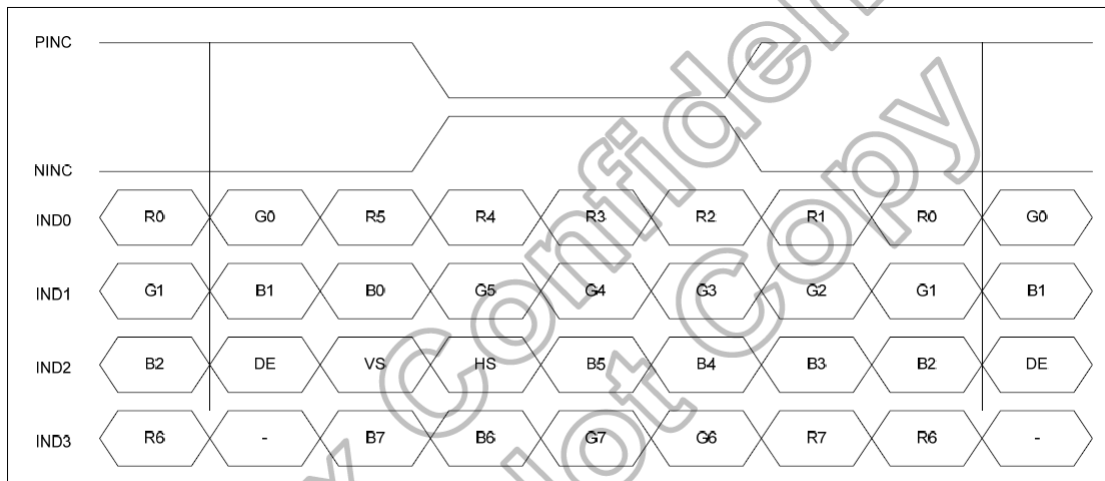 PINC
NINC
IND0 R0 G0 R5 R4 R3 R2 R1 R0 G0
IND1 G1 B1 B0 G5 G4 G3 G2 G1 B1
IND2 B2 DE VS HS B5 B4 B3 B2 DE
IND3 R6 - B7 B6 G7 G6 R7 R6 -
Copy